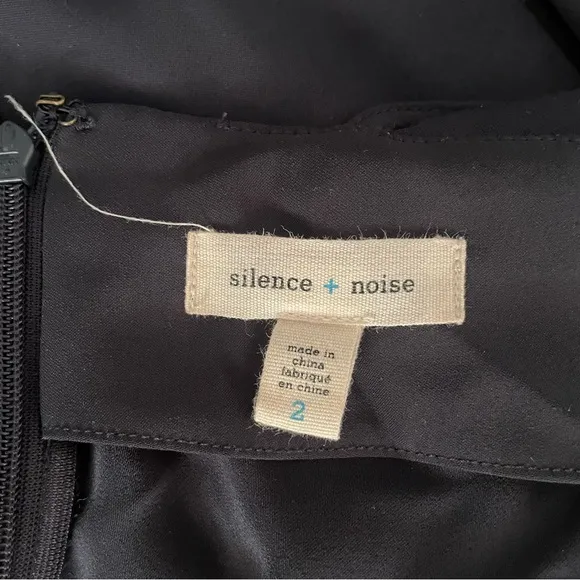 silence + noise
made in
china
fabriqué
en chine
2